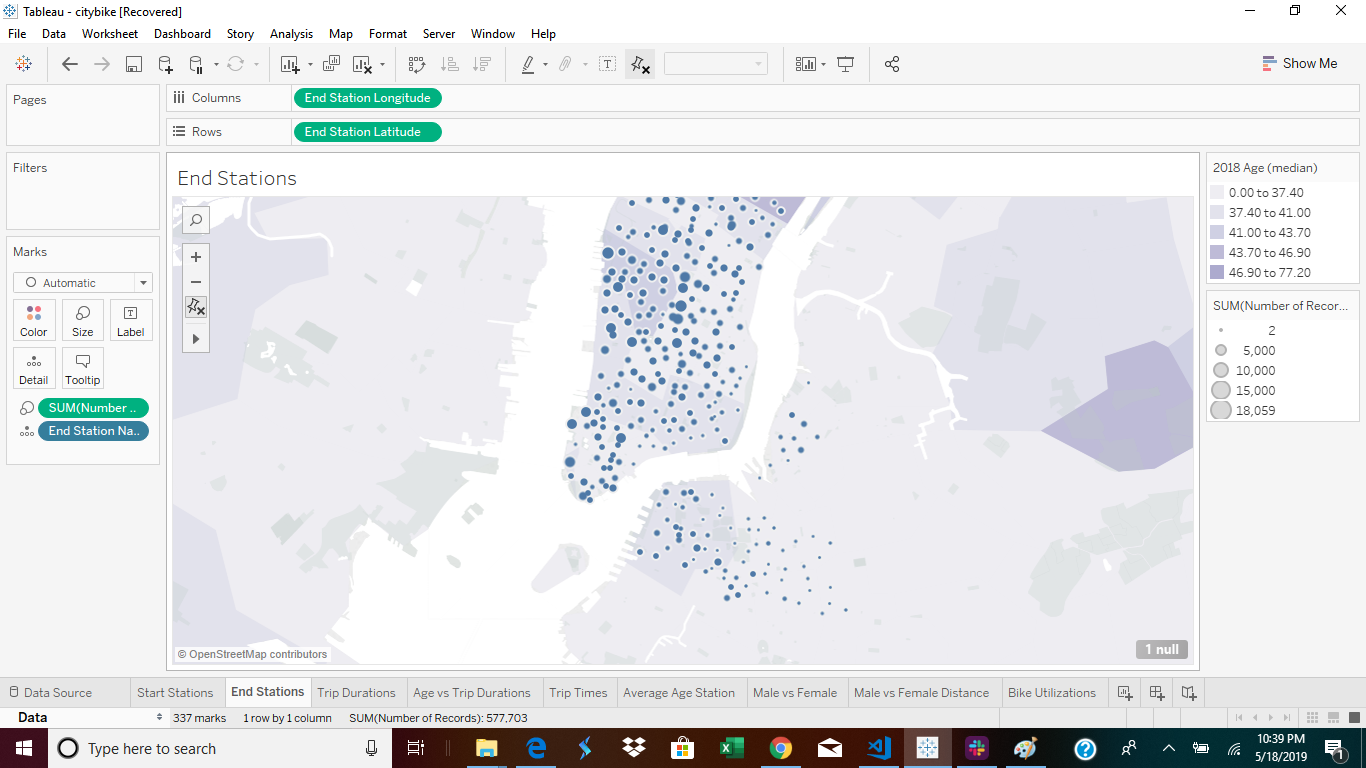 Tableau - citybike [Recovered]
File Data Worksheet Dashboard Story Analysis Map Format Server Window Help
Show Me
Pages
Columns
End Station Longitude
Rows
End Station Latitude
Filters
Marks
Automatic
Color Size Label
Detail Tooltip
SUM(Number ..
End Station Na..
End Stations
© OpenStreetMap contributors
1 null
2018 Age (median)
0.00 to 37.40
37.40 to 41.00
41.00 to 43.70
43.70 to 46.90
46.90 to 77.20
SUM(Number of Recor...
2
5,000
10,000
15,000
18,059
Data Source Start Stations End Stations Trip Durations Age vs Trip Durations Trip Times Average Age Station Male vs Female Male vs Female Distance Bike Utilizations
Data 337 marks 1 row by 1 column SUM(Number of Records): 577,703
Type here to search
10:39 PM
5/18/2019
1